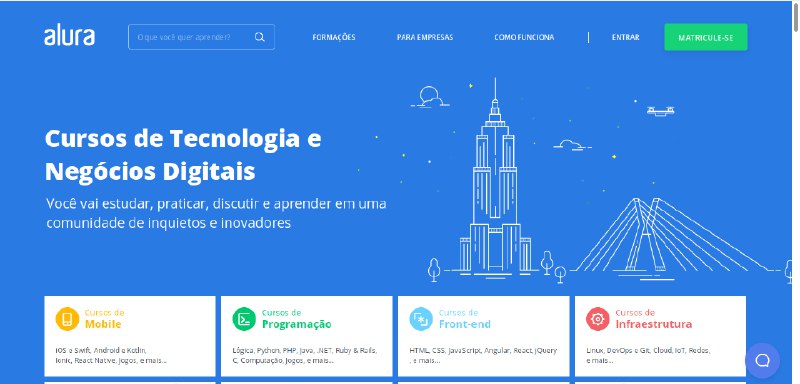 alura
O que você quer aprender?
FORMAÇÕES
PARA EMPRESAS
COMO FUNCIONA
ENTRAR
MATRICULE-SE
Cursos de Tecnologia e
Negócios Digitais
Você vai estudar, praticar, discutir e aprender em uma
comunidade de inquietos e inovadores
Cursos de
Mobile
iOS e Swift, Android e Kotlin,
Ionic, React Native, Jogos, e mais...
Cursos de
Programação
Lógica, Python, PHP, Java, .NET, Ruby & Rails,
C, Computação, Jogos, e mais...
Cursos de
Front-end
HTML, CSS, JavaScript, Angular, React, jQuery
, e mais...
Cursos de
Infraestrutura
Linux, DevOps e Git, Cloud, IoT, Redes,
e mais...